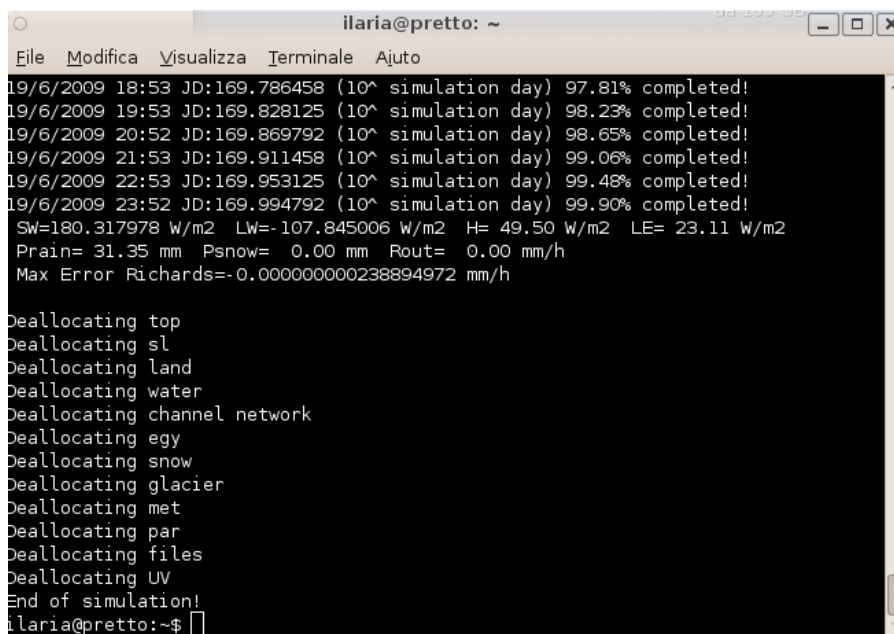 ilaria@pretto: ~
File Modifica Visualizza Terminale Aiuto
19/6/2009 18:53 JD:169.786458 (10^ simulation day) 97.81% completed!
19/6/2009 19:53 JD:169.828125 (10^ simulation day) 98.23% completed!
19/6/2009 20:52 JD:169.869792 (10^ simulation day) 98.65% completed!
19/6/2009 21:53 JD:169.911458 (10^ simulation day) 99.06% completed!
19/6/2009 22:53 JD:169.953125 (10^ simulation day) 99.48% completed!
19/6/2009 23:52 JD:169.994792 (10^ simulation day) 99.90% completed!
SW=180.317978 W/m2 LW=-107.845006 W/m2 H= 49.50 W/m2 LE= 23.11 W/m2
Prain= 31.35 mm Psnow= 0.00 mm Rout= 0.00 mm/h
Max Error Richards=-0.000000000238894972 mm/h
Deallocating top
Deallocating sl
Deallocating land
Deallocating water
Deallocating channel network
Deallocating egy
Deallocating snow
Deallocating glacier
Deallocating met
Deallocating par
Deallocating files
Deallocating UV
End of simulation!
ilaria@pretto:~$